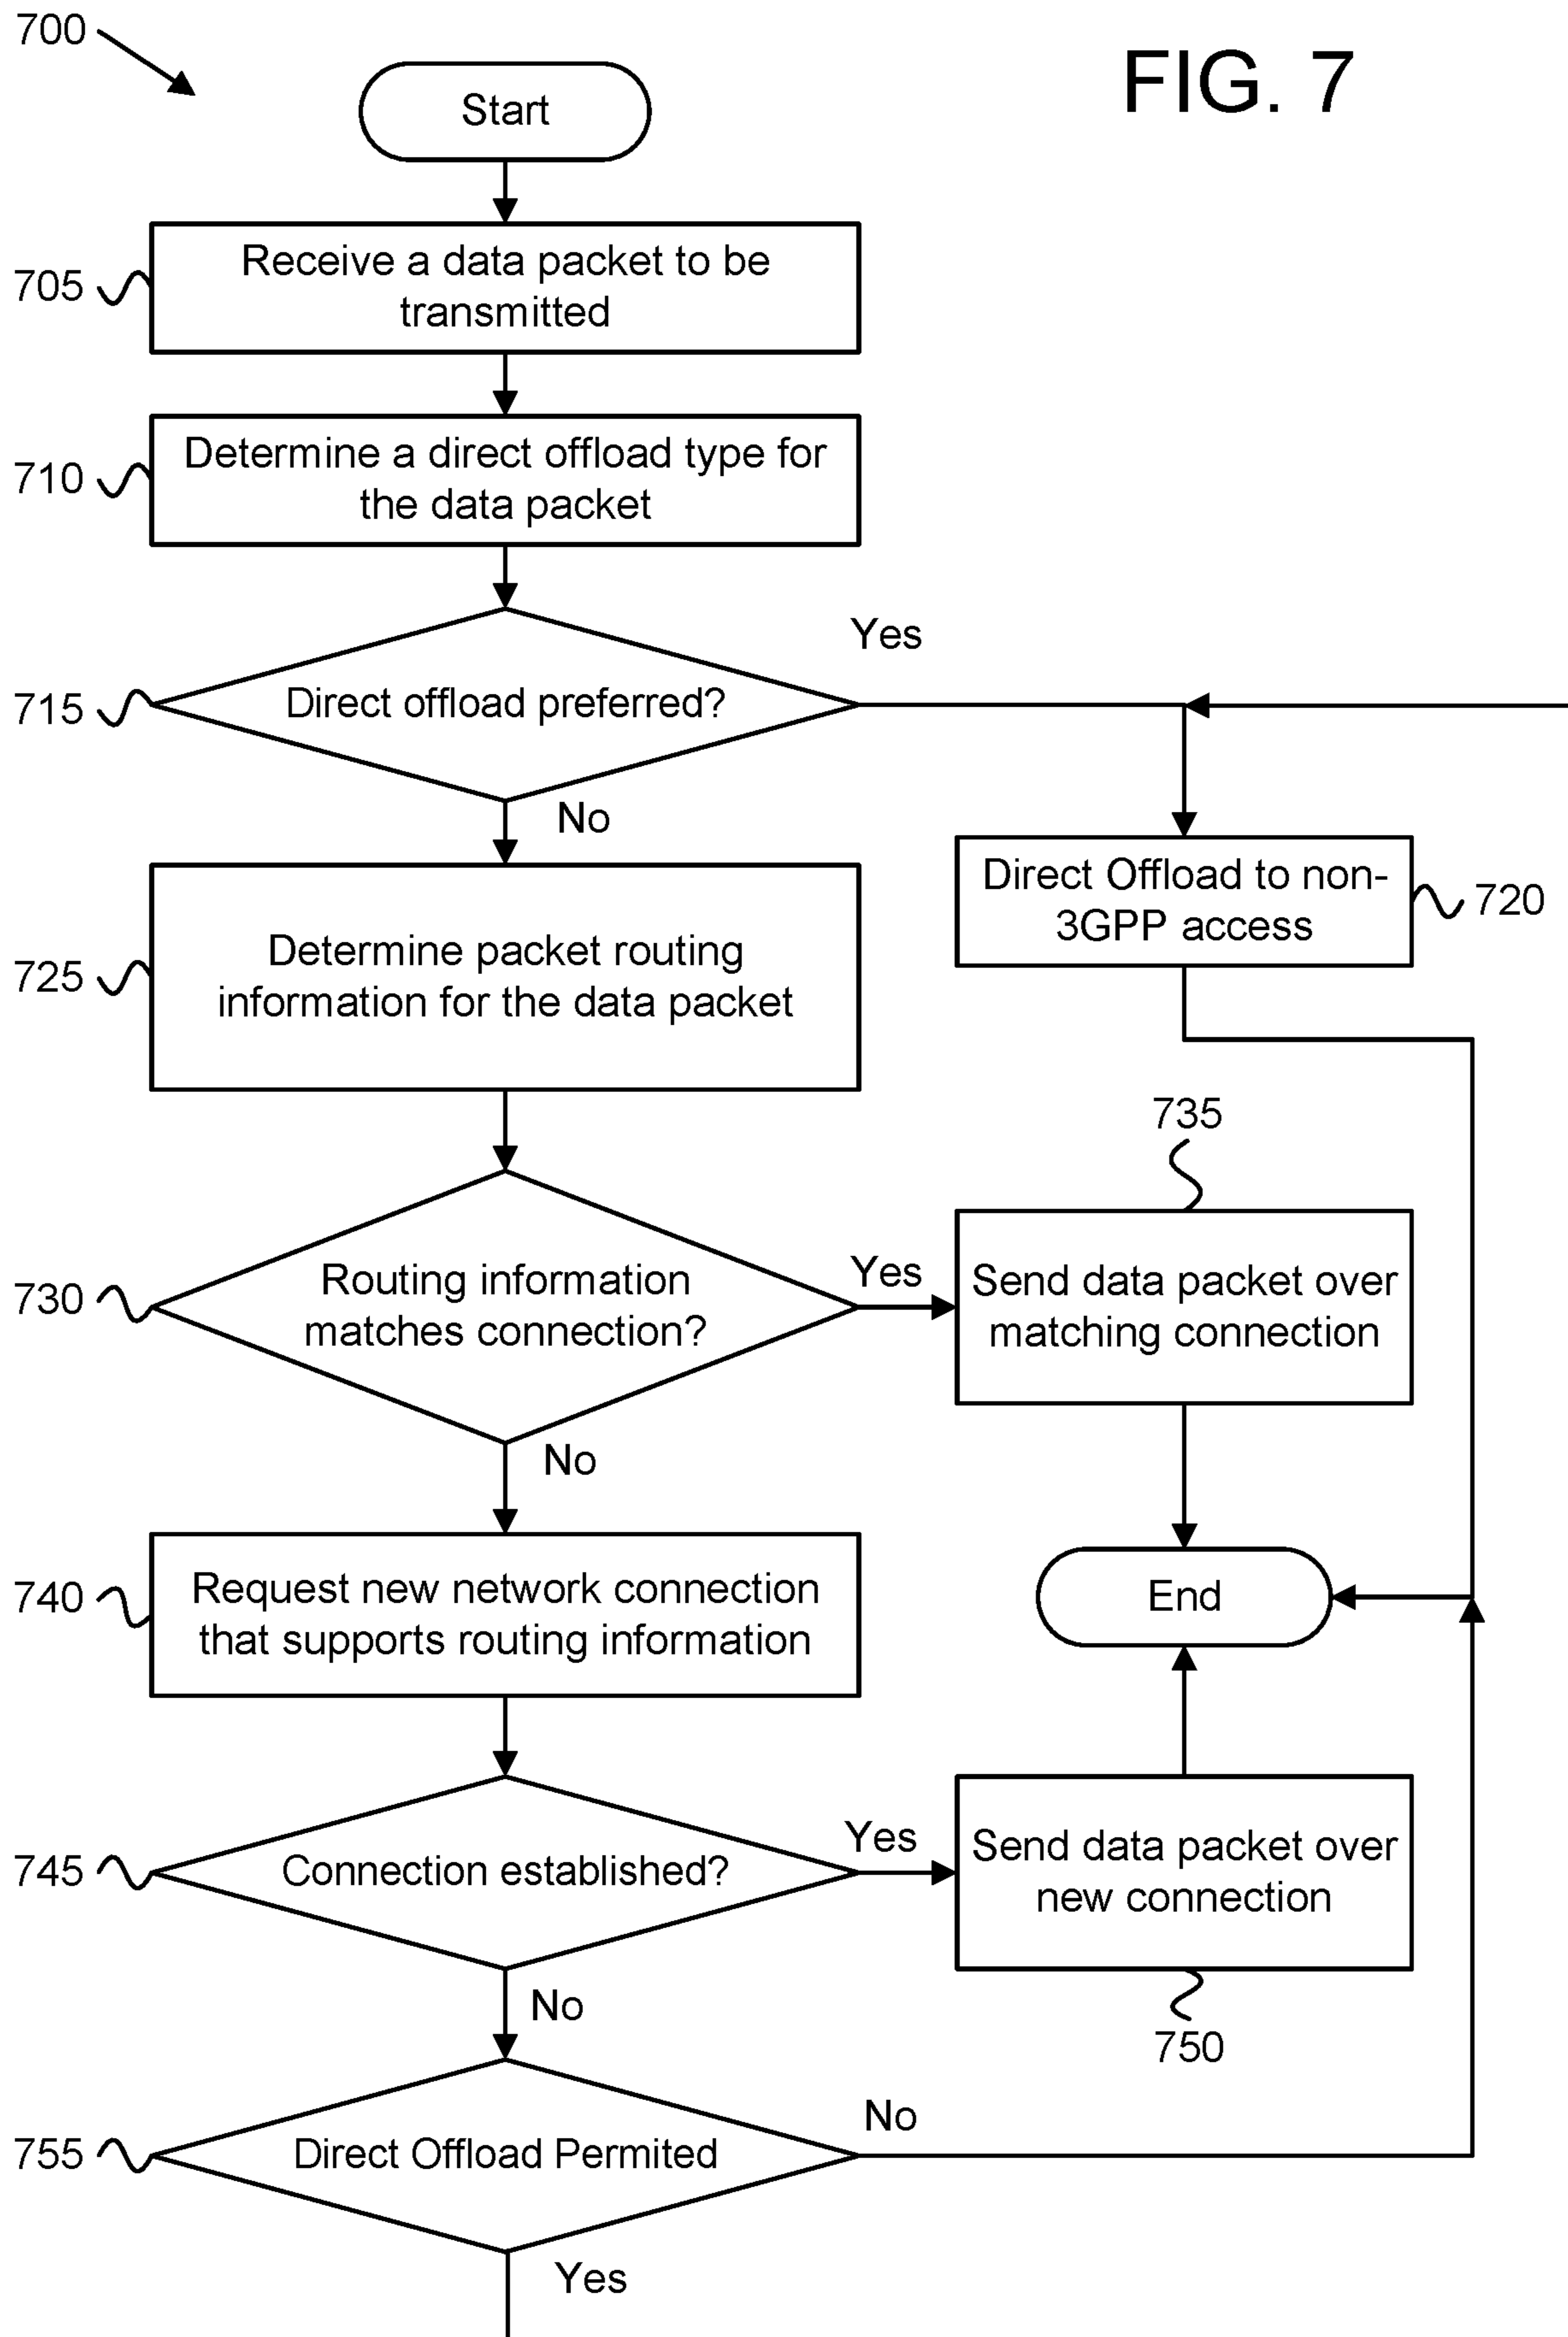 700
FIG. 7
Start
705
Receive a data packet to be
transmitted
710
Determine a direct offload type for
the data packet
Yes
715
Direct offload preferred?
No
Direct Offload to non-
3GPP access
720
725
Determine packet routing
information for the data packet
735
730
Routing information
matches connection?
Yes
Send data packet over
matching connection
No
740
Request new network connection
that supports routing information
End
745
Connection established?
Yes
Send data packet over
new connection
No
750
755
Direct Offload Permited
No
Yes